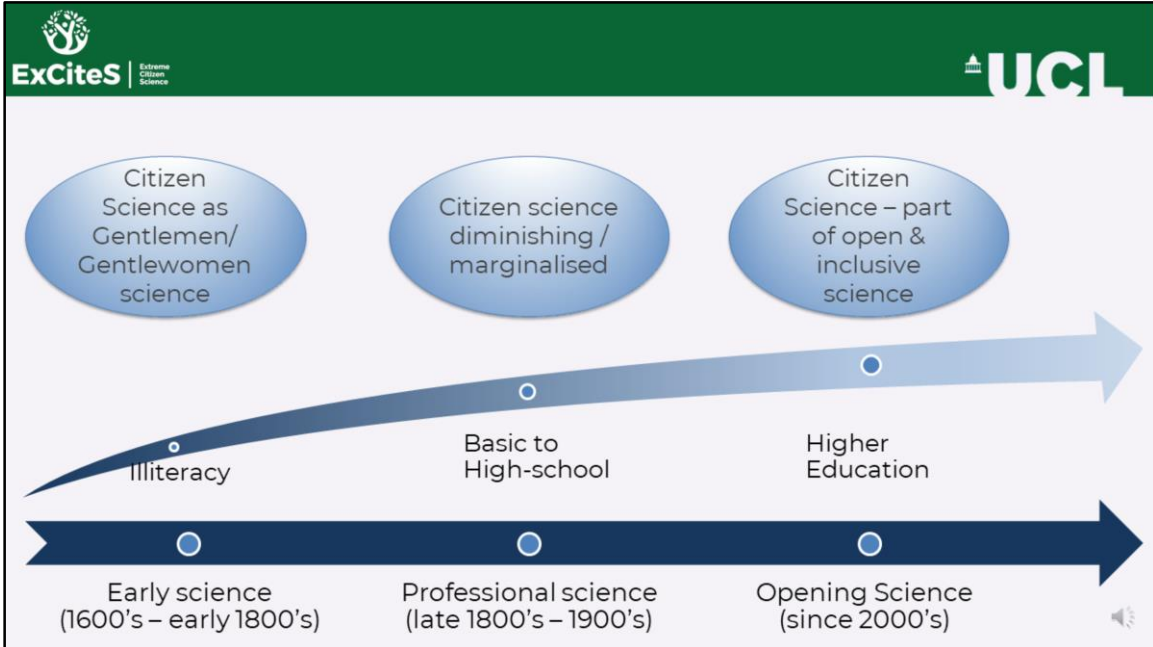 ExCiteS
Extreme
Citizen
Science
UCL
Citizen
Science as
Gentlemen/
Gentlewomen
science
Citizen science
diminishing /
marginalised
Citizen
Science – part
of open &
inclusive
science
Illiteracy
Basic to
High-school
Higher
Education
Early science
(1600's – early 1800's)
Professional science
(late 1800's – 1900's)
Opening Science
(since 2000's)